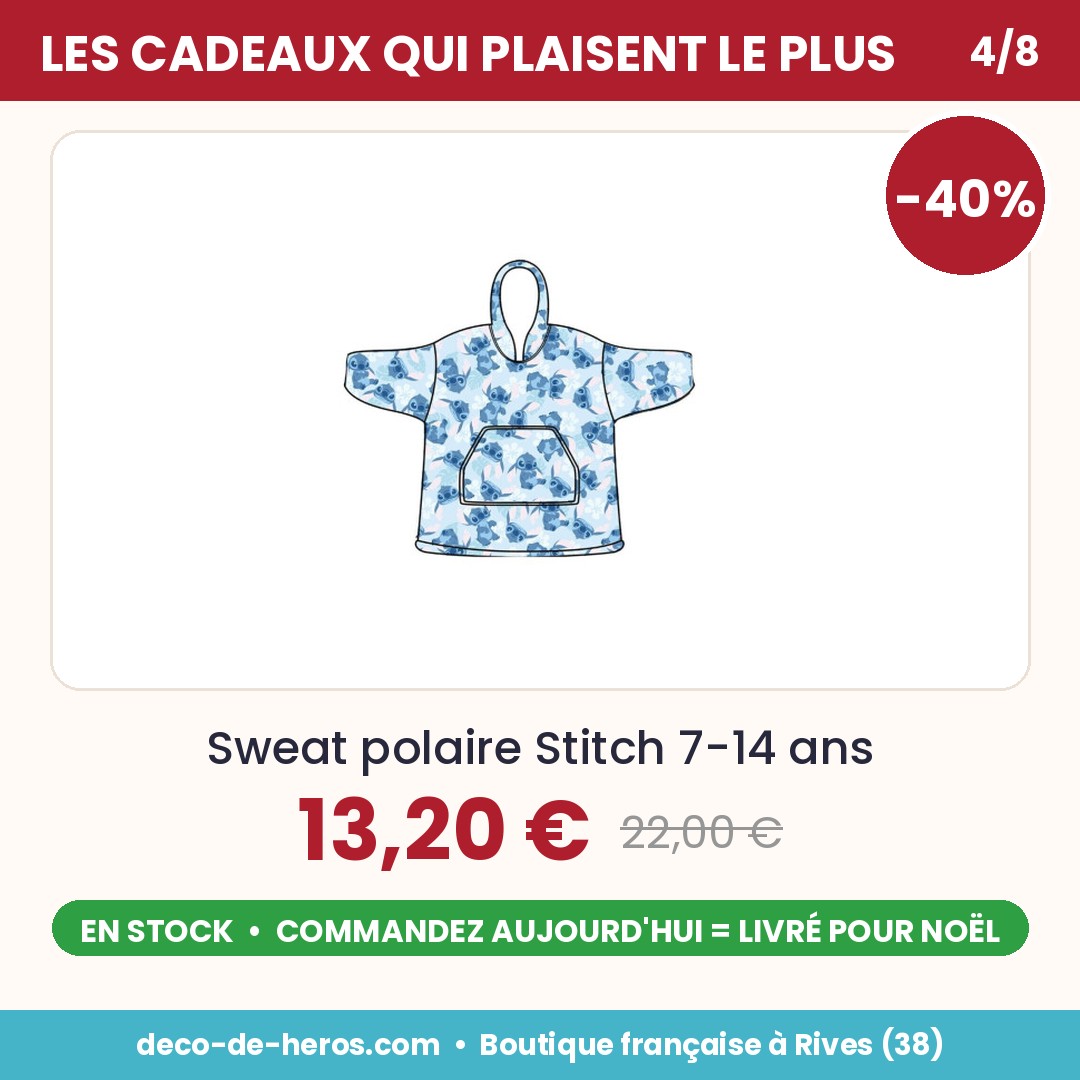 LES CADEAUX QUI PLAISENT LE PLUS 4/8
-40%
Sweat polaire Stitch 7-14 ans
13,20 € 22,00 €
EN STOCK • COMMANDEZ AUJOURD'HUI = LIVRÉ POUR NOËL
deco-de-heros.com • Boutique française à Rives (38)